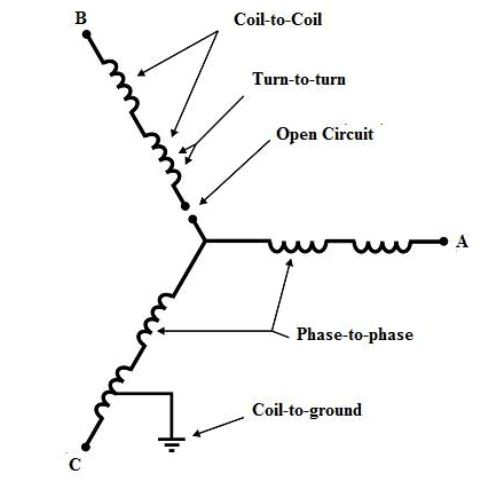 B
Coil-to-Coil
Turn-to-turn
Open Circuit
A
Phase-to-phase
Coil-to-ground
C